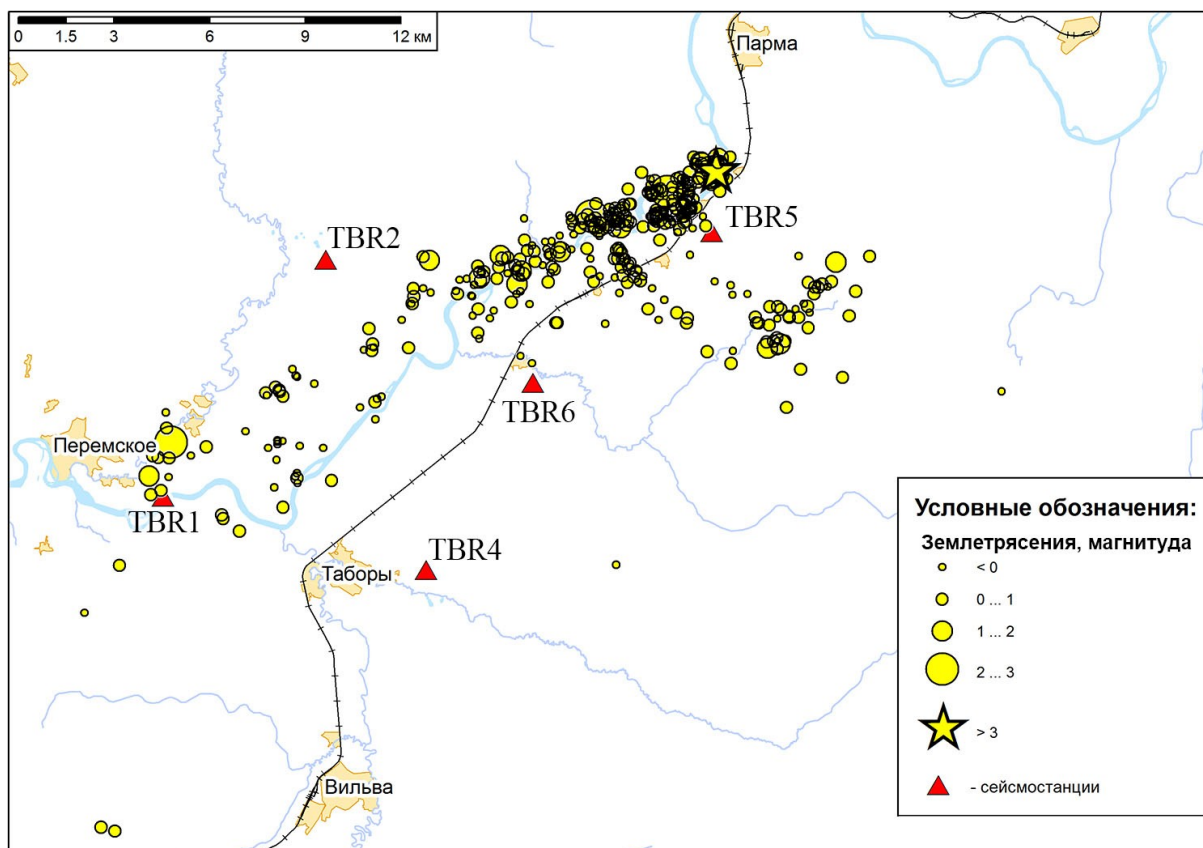 0 1.5 3 6 9 12 км
Парма
TBR5
TBR2
TBR6
Перемское
TBR1
TBR4
Таборы
Вильва
Условные обозначения:
Землетрясения, магнитуда
< 0
0 ... 1
1 ... 2
2 ... 3
> 3
- сейсмостанции